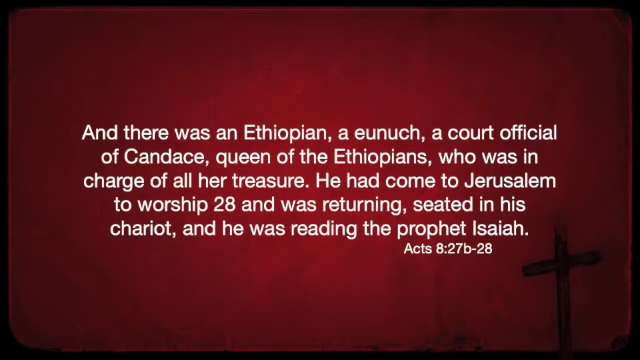 And there was an Ethiopian, a eunuch, a court official
of Candace, queen of the Ethiopians, who was in
charge of all her treasure. He had come to Jerusalem
to worship 28 and was returning, seated in his
chariot, and he was reading the prophet Isaiah.
Acts 8:27b-28